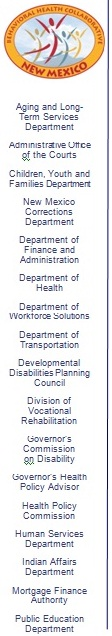 BEHAVIORAL HEALTH COLLABORATIVE
NEW MEXICO
Aging and Long-
Term Services
Department
Administrative Office
of the Courts
Children, Youth and
Families Department
New Mexico
Corrections
Department
Department of
Finance and
Administration
Department of
Health
Department of
Workforce Solutions
Department of
Transportation
Developmental
Disabilities Planning
Council
Division of
Vocational
Rehabilitation
Governor's
Commission
on Disability
Governor's Health
Policy Advisor
Health Policy
Commission
Human Services
Department
Indian Affairs
Department
Mortgage Finance
Authority
Public Education
Department